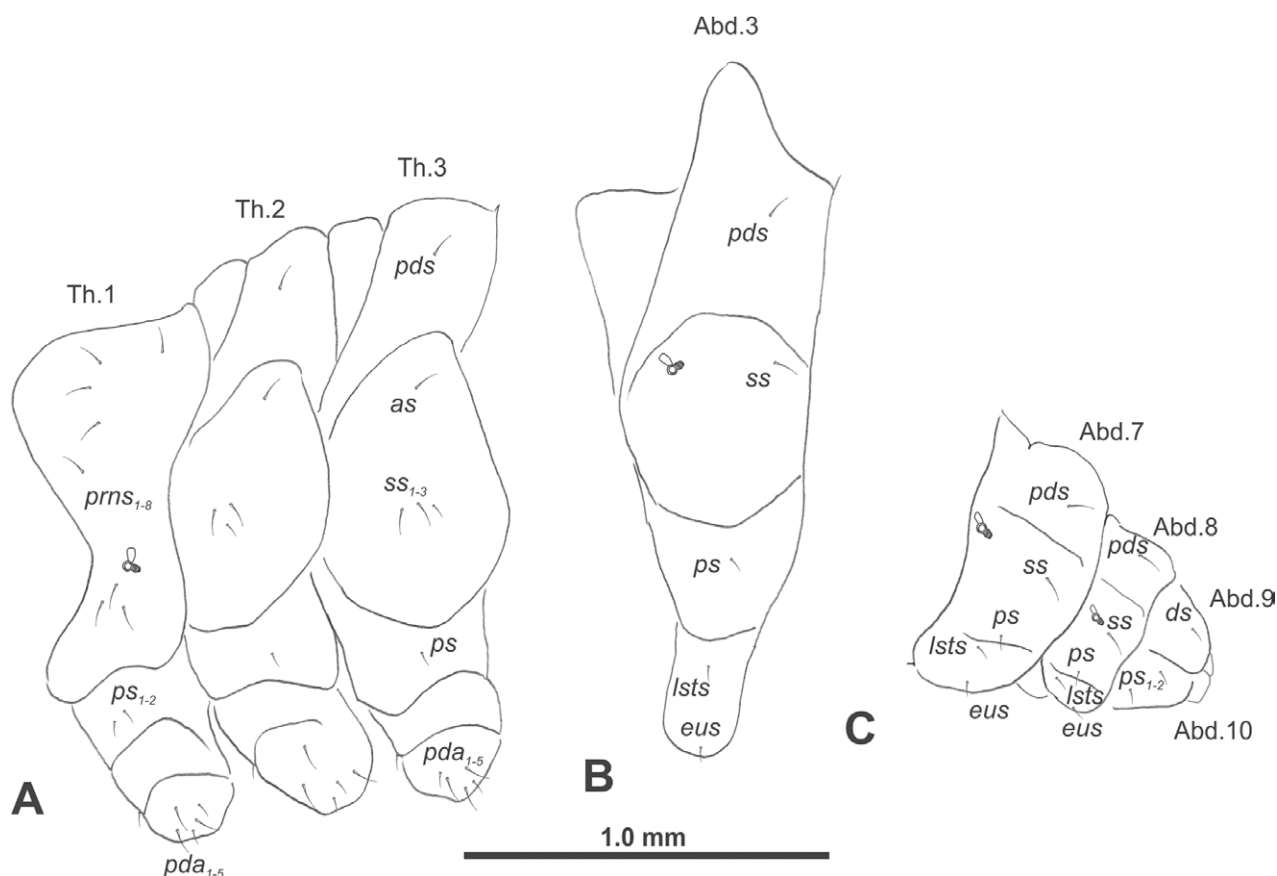 Th.1
Th.2
Th.3
pds
as
prns1-8
ss1-3
ps
ps1-2
pda1-5
pda1-5
A
Abd.3
pds
ss
ps
lsts
eus
B
1.0 mm
Abd.7
pds
Abd.8
pds
ss
Abd.9
ds
ss
lsts
ps
ps
ps1-2
lsts
eus
eus
Abd.10
C